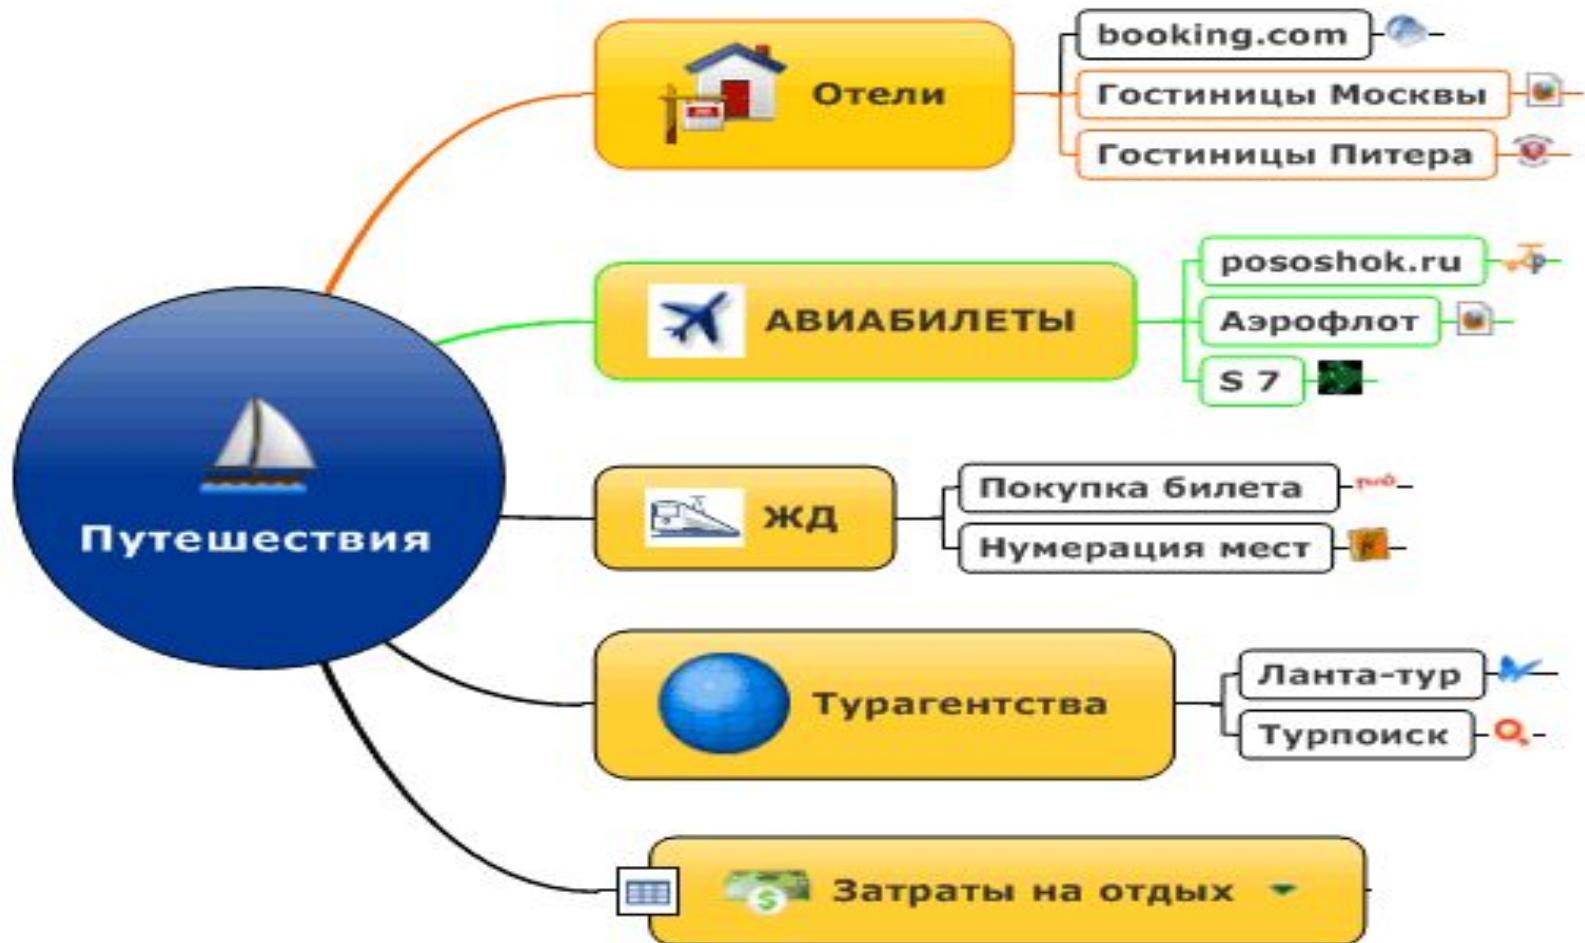 Отели
booking.com
Гостиницы Москвы
Гостиницы Питера
АВИАБИЛЕТЫ
pososhok.ru
Аэрофлот
S 7
Путешествия
ЖД
Покупка билета
Нумерация мест
Турагентства
Ланта-тур
Турпоиск
Затраты на отдых